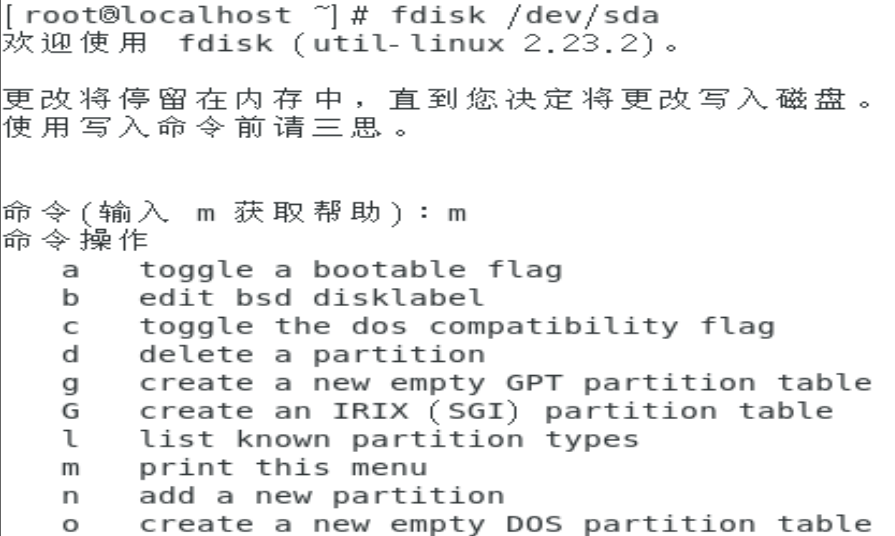 [root@localhost ~]# fdisk /dev/sda
欢迎使用 fdisk (util-linux 2.23.2)。
更改将停留在内存中，直到您决定将更改写入磁盘。
使用写入命令前请三思。
命令(输入 m 获取帮助)：m
命令操作
a toggle a bootable flag
b edit bsd disklabel
c toggle the dos compatibility flag
d delete a partition
g create a new empty GPT partition table
G create an IRIX (SGI) partition table
l list known partition types
m print this menu
n add a new partition
o create a new empty DOS partition table